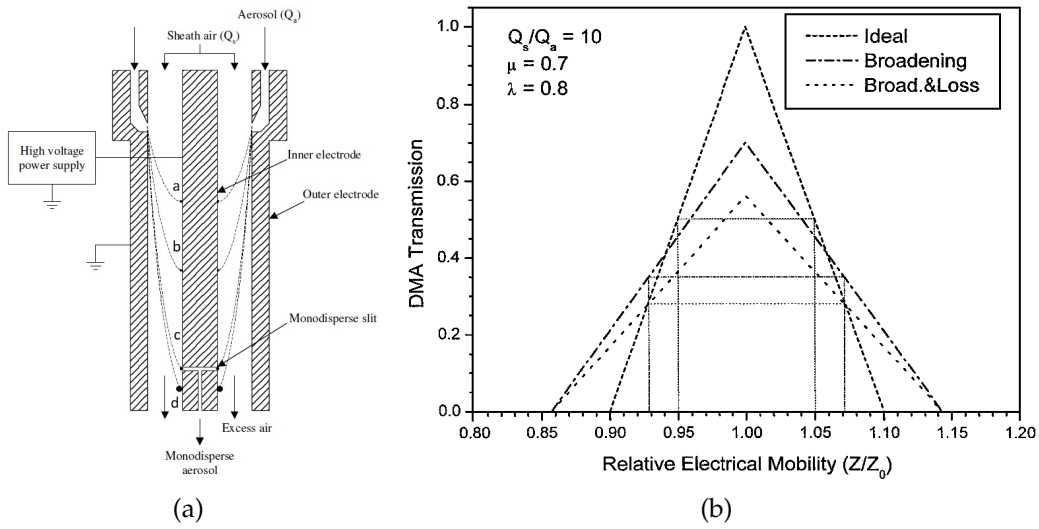 Aerosol (Qₐ)
Sheath air (Qₛ)
High voltage
power supply
a
b
c
d
Inner electrode
Outer electrode
Monodisperse slit
Excess air
Monodisperse
aerosol
(a)
DMA Transmission
1.0
0.8
0.6
0.4
0.2
0.0
Qₛ/Qₐ = 10
μ = 0.7
λ = 0.8
Ideal
Broadening
Broad.&Loss
0.80 0.85 0.90 0.95 1.00 1.05 1.10 1.15 1.20
Relative Electrical Mobility (Z/Z₀)
(b)